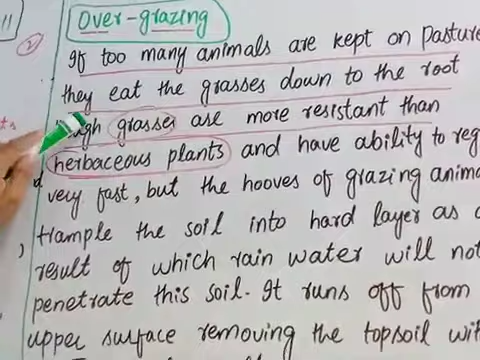 Over-grazing
If too many animals are kept on pasture
they eat the grasses down to the root
grasses are more resistant than
herbaceous plants and have ability to reg
very fast, but the hooves of grazing anima
trample the soil into hard layer as a
result of which rain water will not
penetrate this soil. It runs off from
upper surface removing the topsoil wit